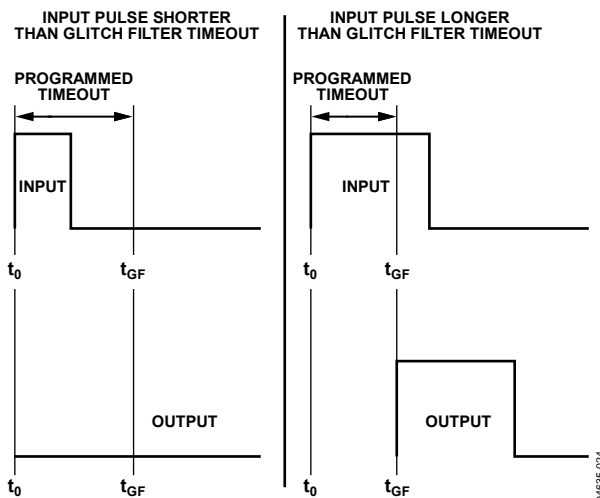 INPUT PULSE SHORTER
THAN GLITCH FILTER TIMEOUT
PROGRAMMED
TIMEOUT
INPUT
t0
tGF
OUTPUT
t0
tGF
INPUT PULSE LONGER
THAN GLITCH FILTER TIMEOUT
PROGRAMMED
TIMEOUT
INPUT
t0
tGF
OUTPUT
t0
tGF